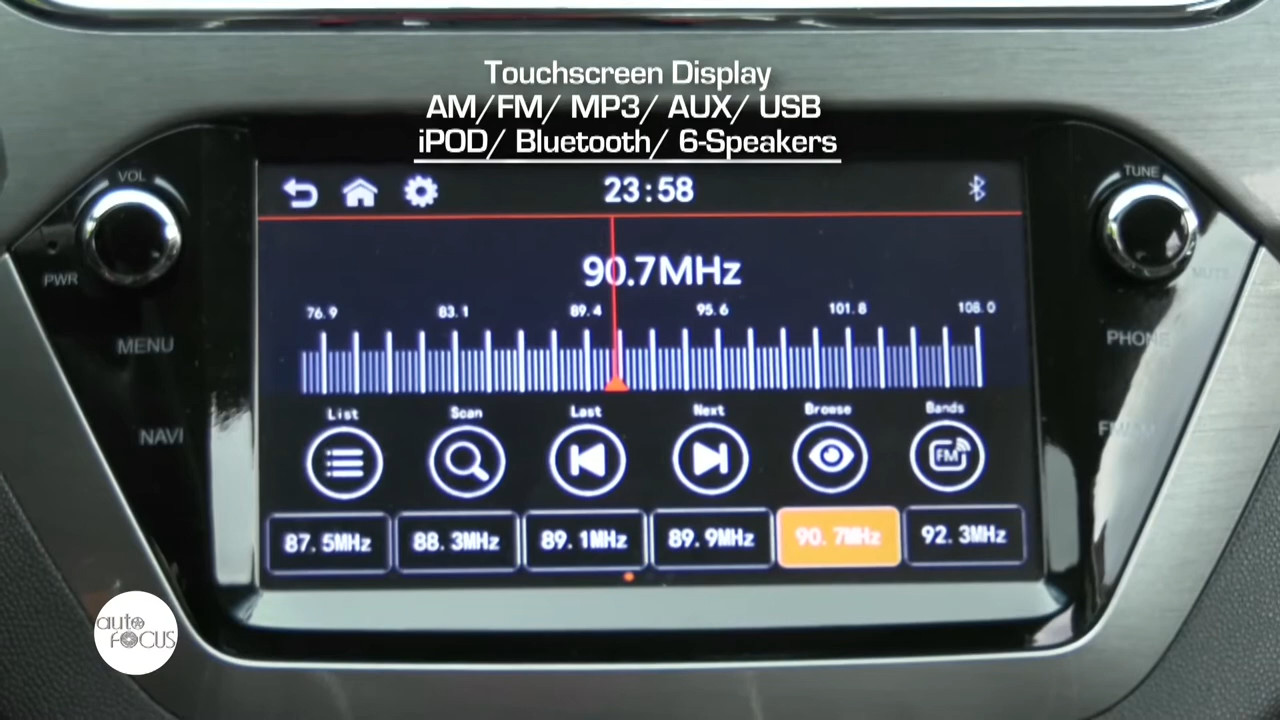 Touchscreen Display
AM/FM/ MP3/ AUX/ USB
iPOD/ Bluetooth/ 6-Speakers
VOL
TUNE
23:58
PWR
MUTE
90.7MHz
76.9 83.1 89.4 95.6 101.8 108.0
MENU
PHONE
List Scan Last Next Browse Bands
NAVI
FM
87.5MHz 88.3MHz 89.1MHz 89.9MHz 90.7MHz 92.3MHz
auto
FOCUS